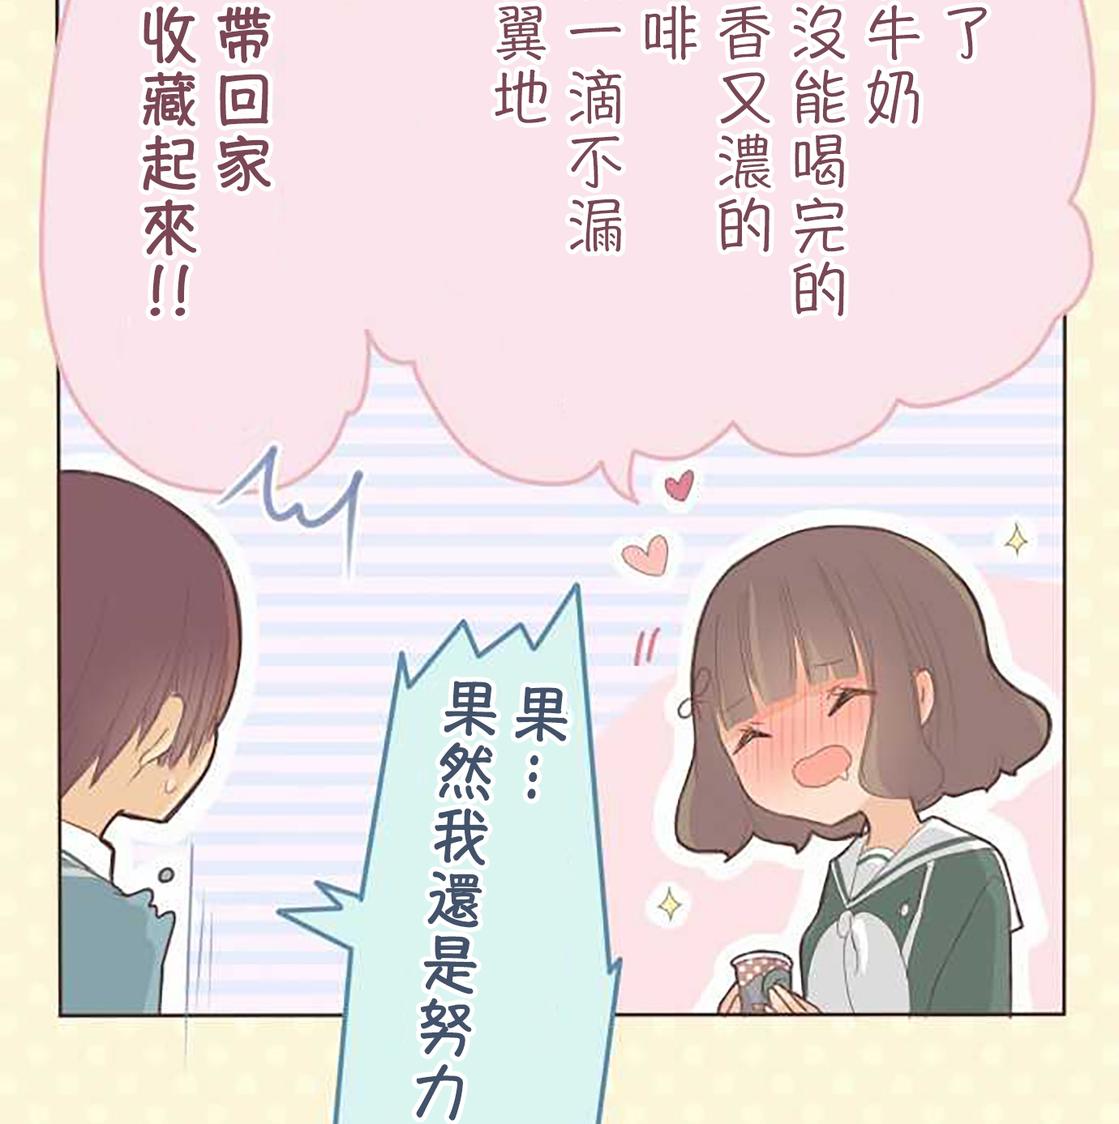 了
牛奶
沒能喝完的
香又濃的
啡
一滴不漏
翼地
帶回家
收藏起來!!
果…
果然我還是努力